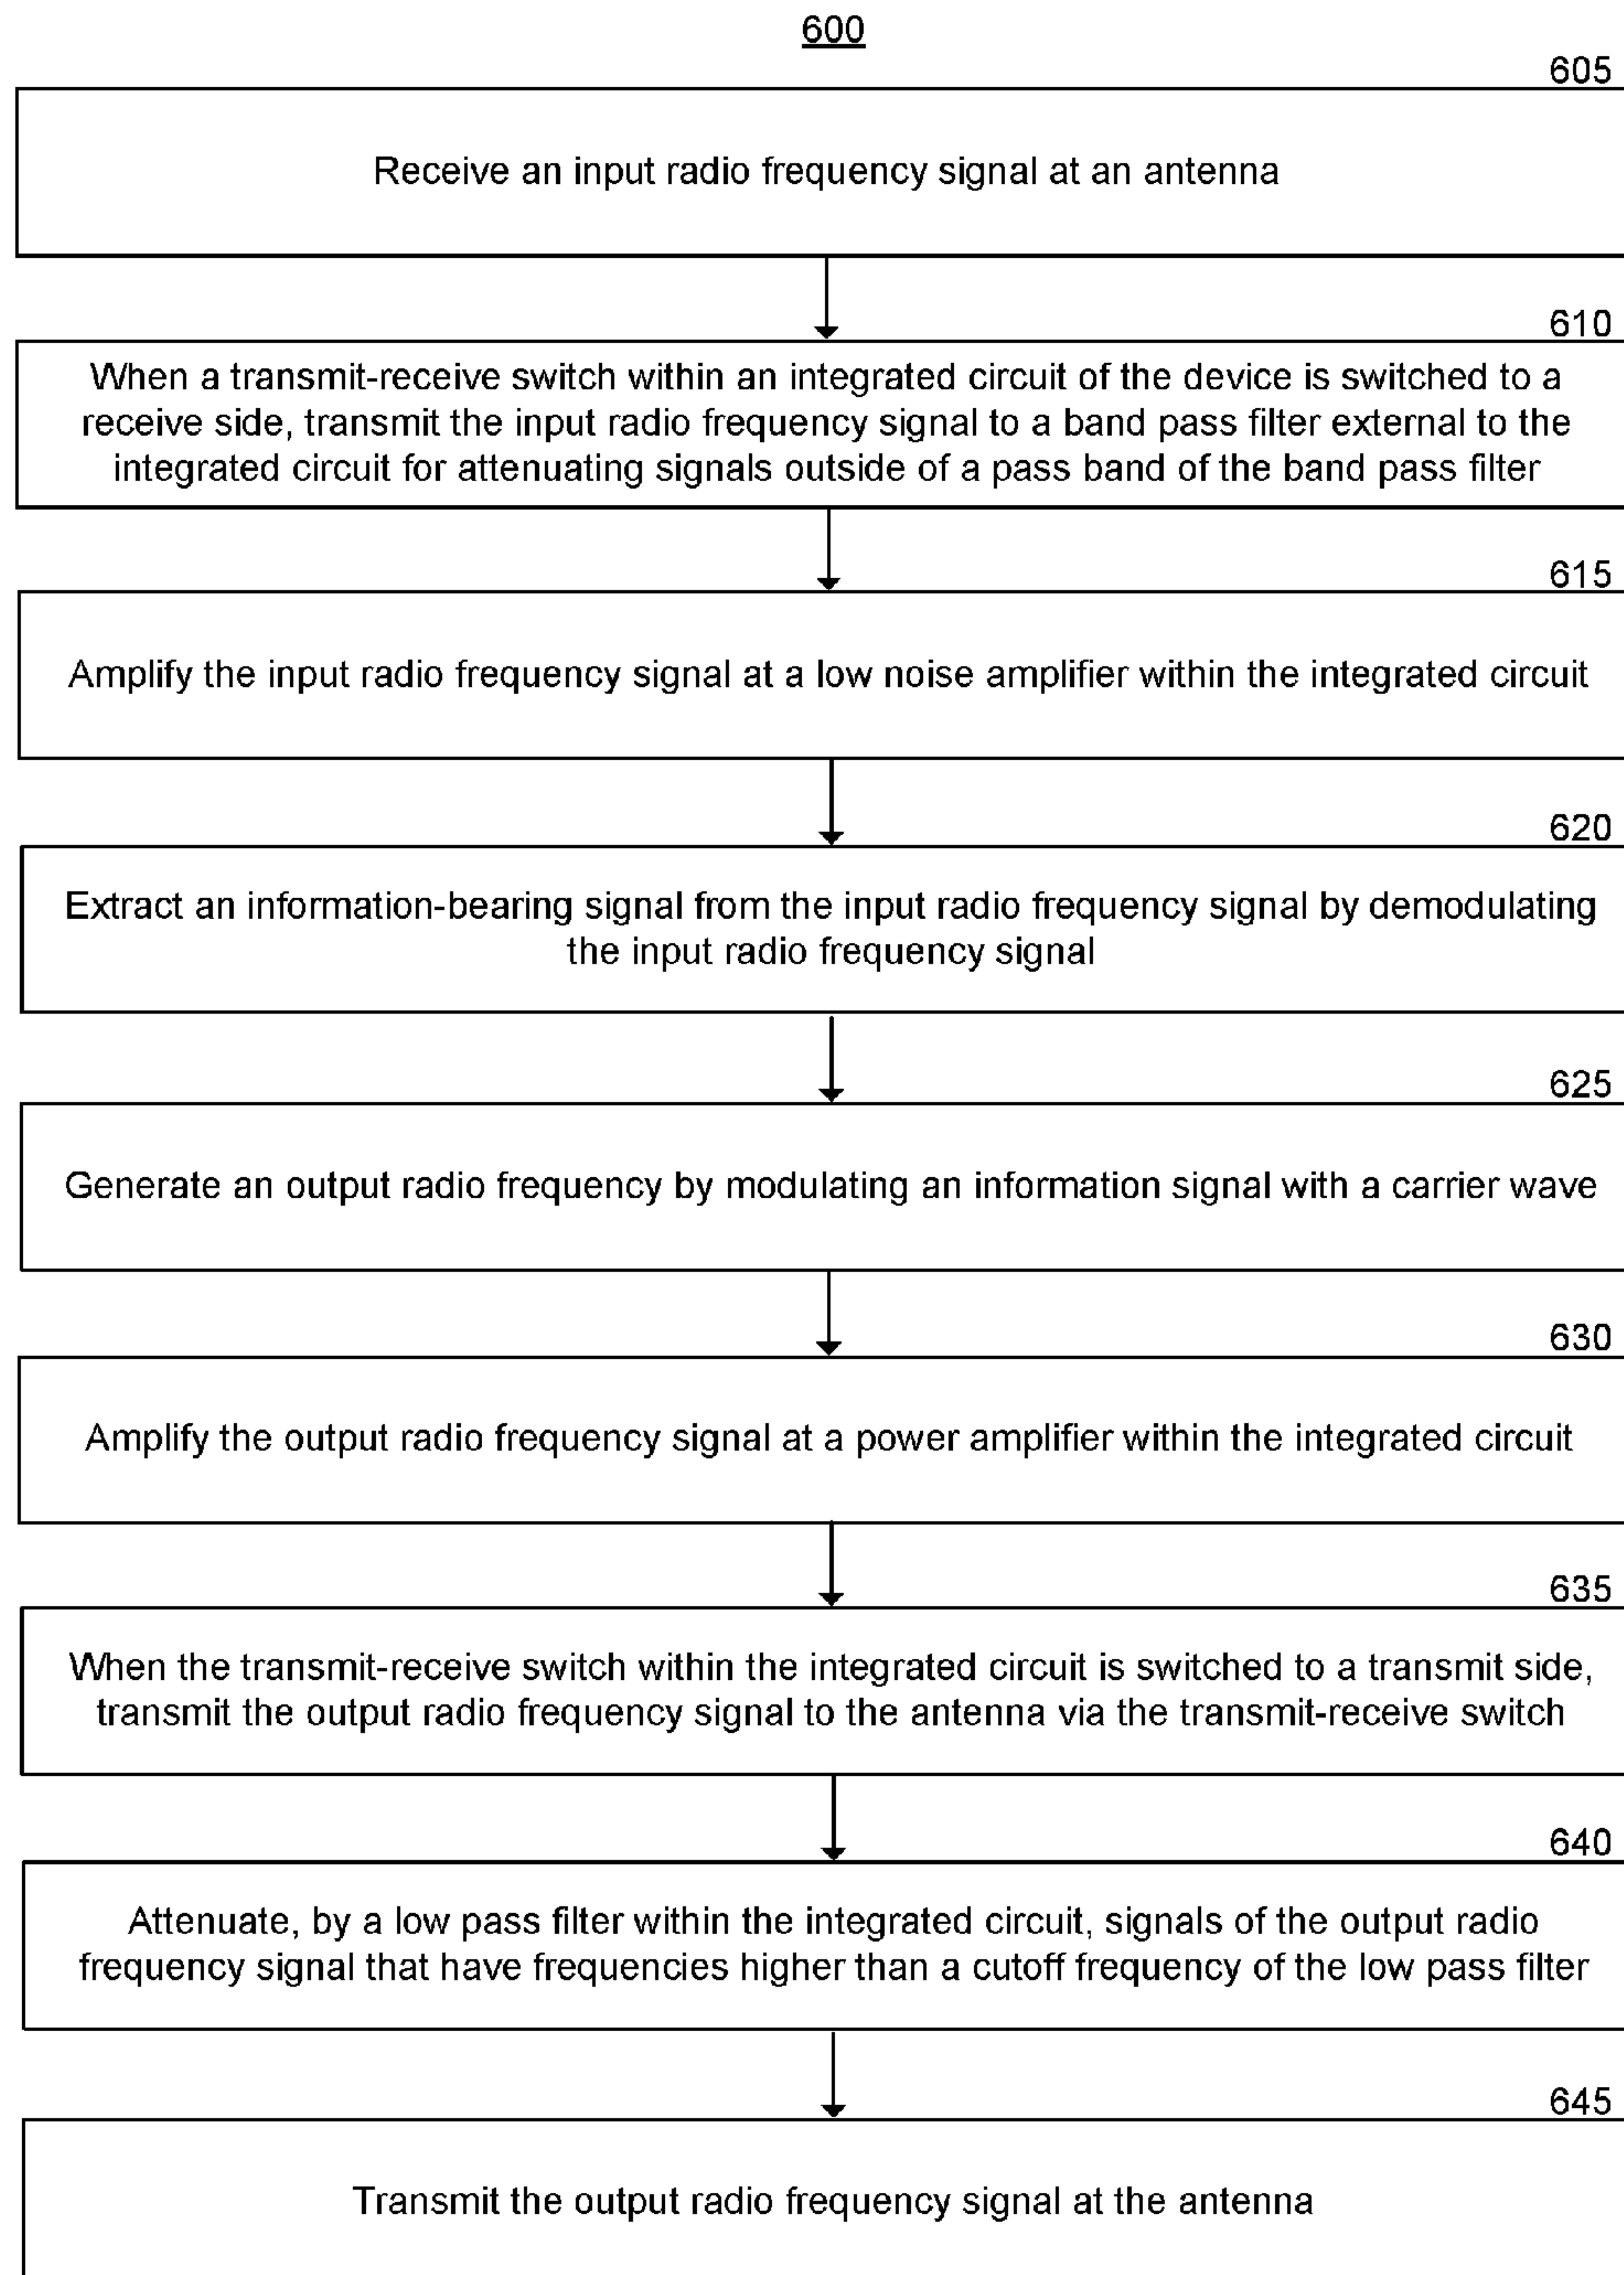 600
605
Receive an input radio frequency signal at an antenna
610
When a transmit-receive switch within an integrated circuit of the device is switched to a
receive side, transmit the input radio frequency signal to a band pass filter external to the
integrated circuit for attenuating signals outside of a pass band of the band pass filter
615
Amplify the input radio frequency signal at a low noise amplifier within the integrated circuit
620
Extract an information-bearing signal from the input radio frequency signal by demodulating
the input radio frequency signal
625
Generate an output radio frequency by modulating an information signal with a carrier wave
630
Amplify the output radio frequency signal at a power amplifier within the integrated circuit
635
When the transmit-receive switch within the integrated circuit is switched to a transmit side,
transmit the output radio frequency signal to the antenna via the transmit-receive switch
640
Attenuate, by a low pass filter within the integrated circuit, signals of the output radio
frequency signal that have frequencies higher than a cutoff frequency of the low pass filter
645
Transmit the output radio frequency signal at the antenna